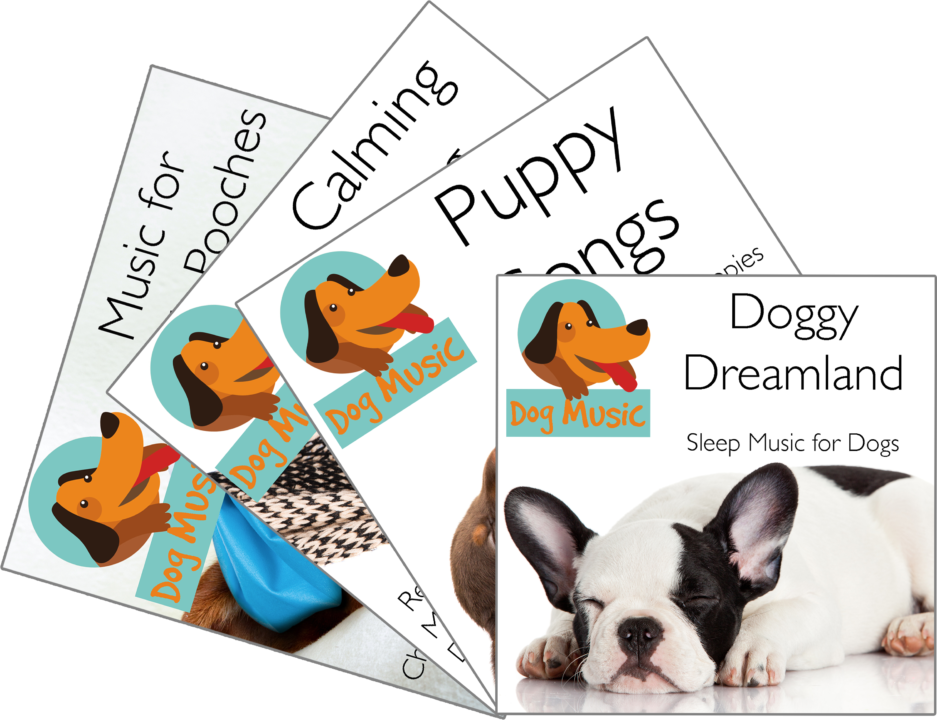 Music for
Pooches
Dog Music
Calming
Dog Mu
Puppy
Songs
Dog Music
Doggy
Dreamland
Sleep Music for Dogs
Dog Music